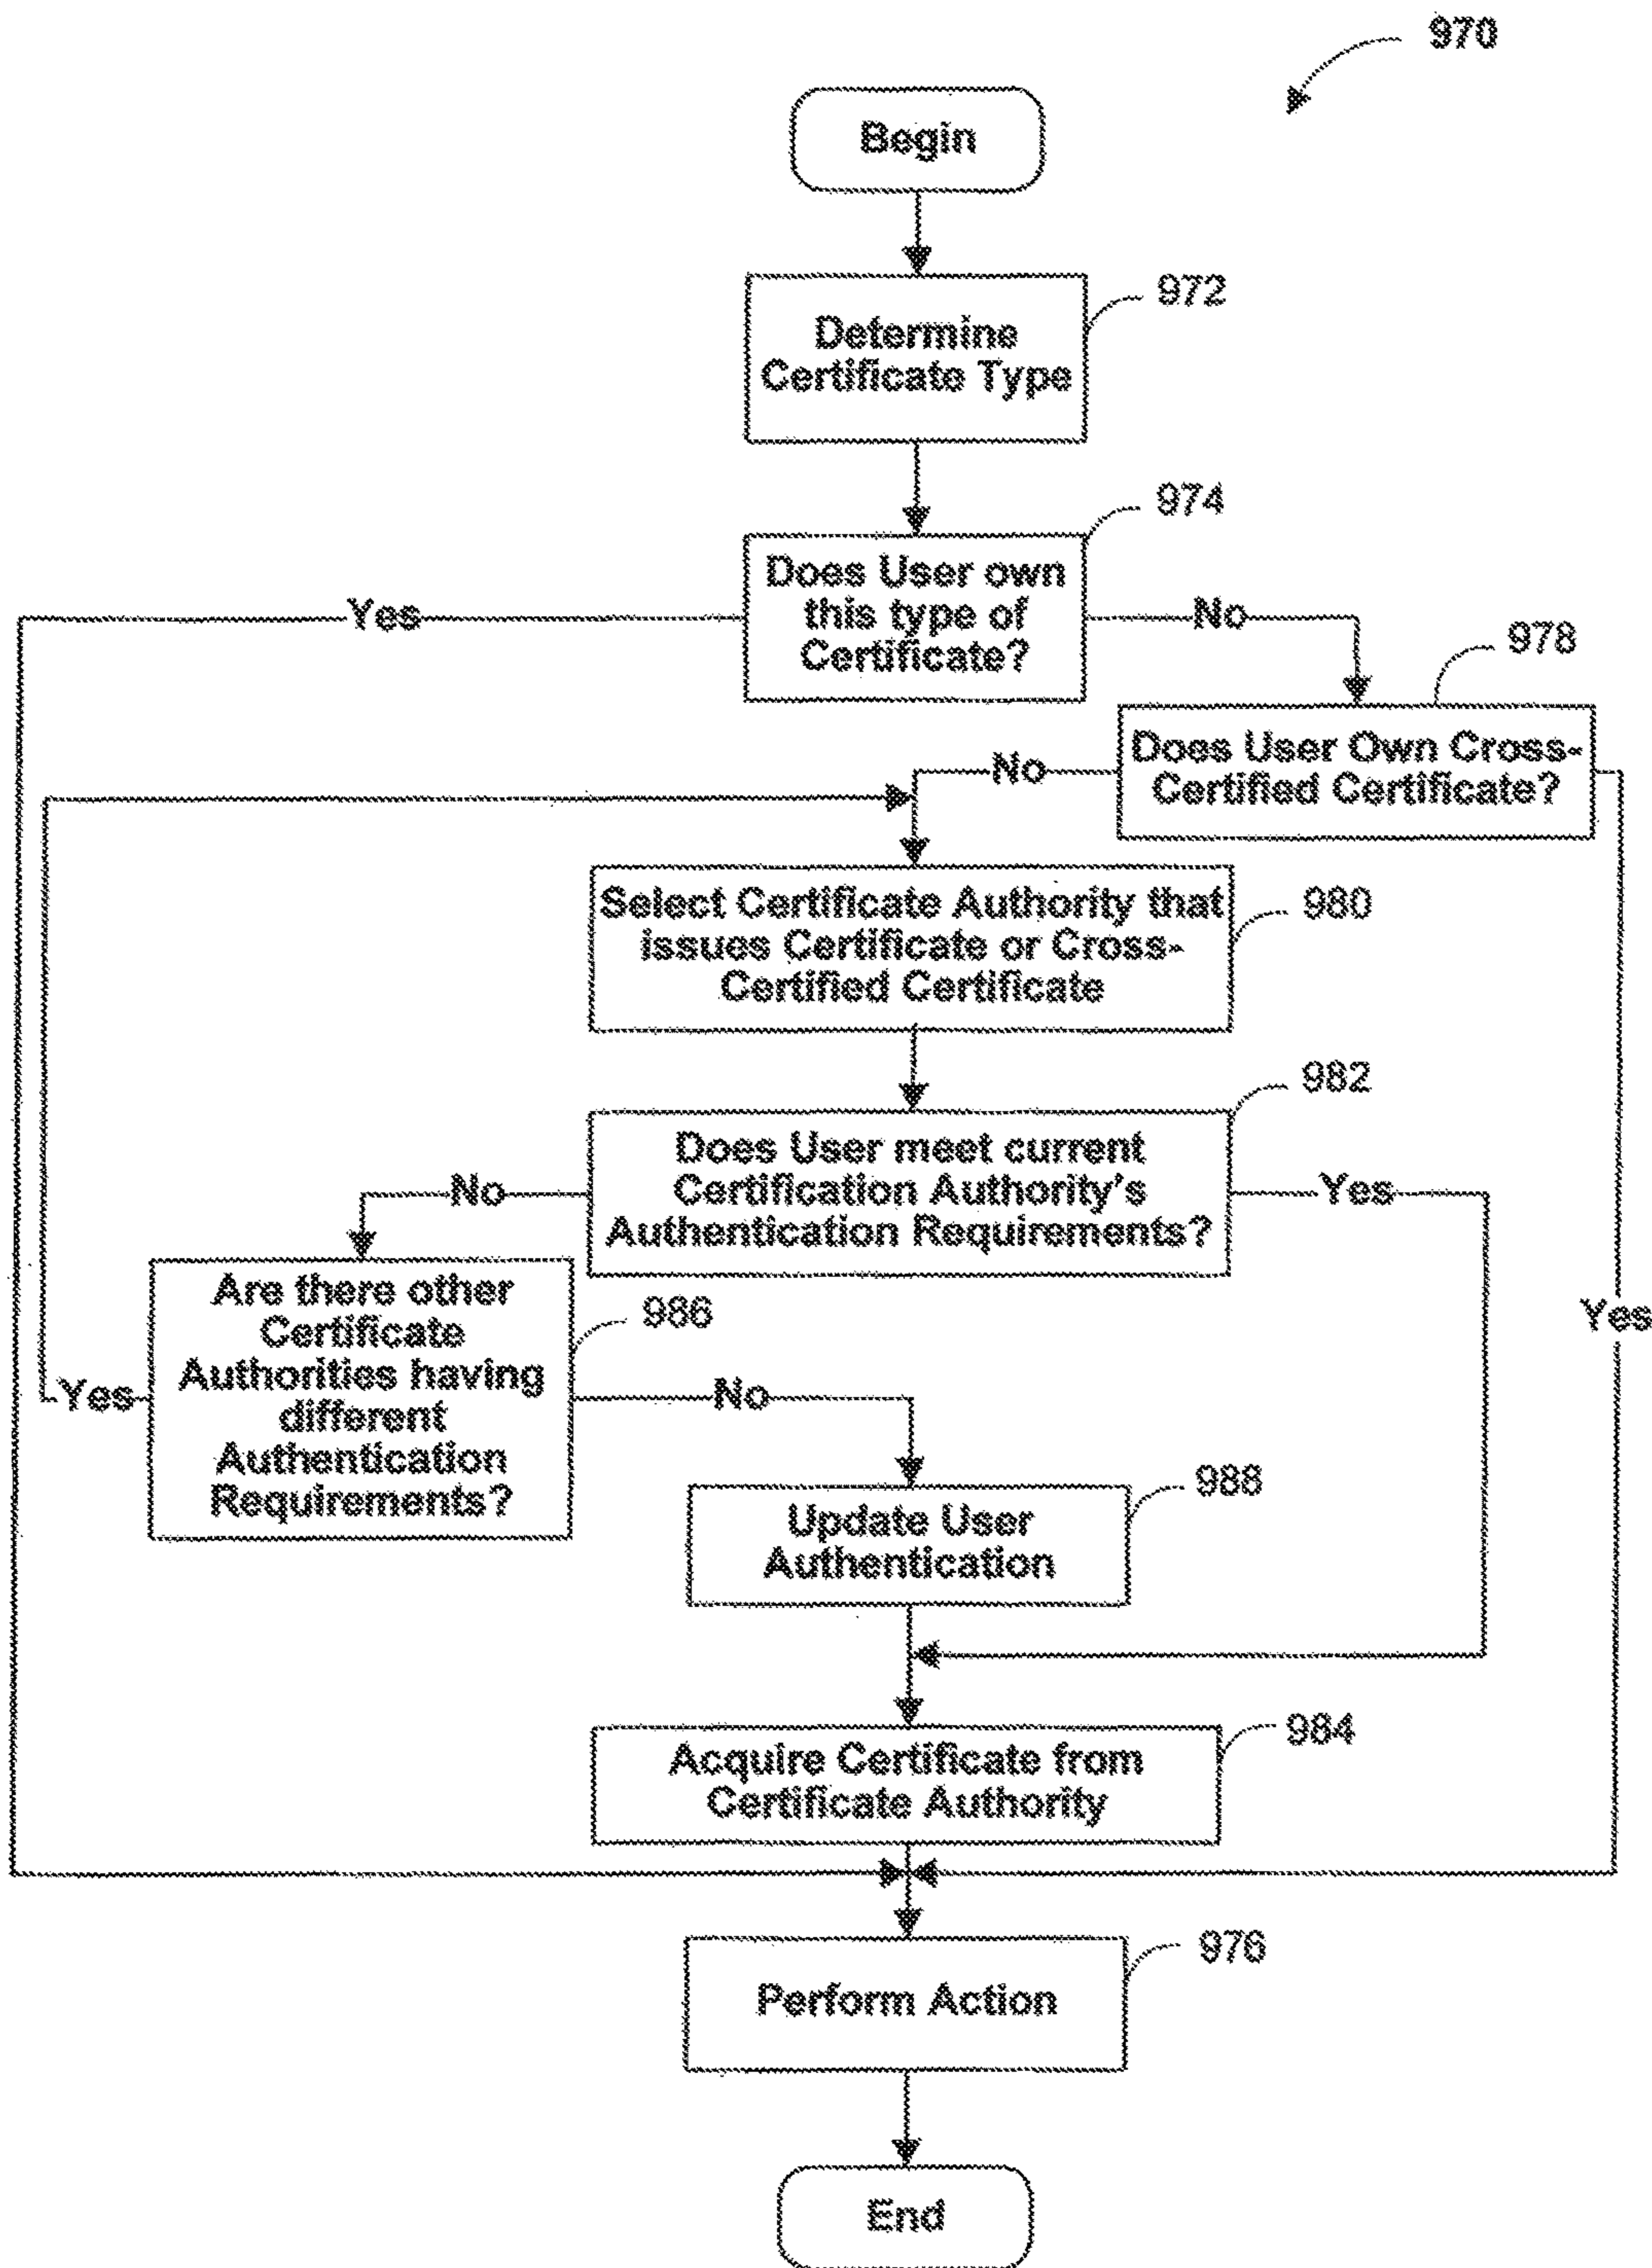 970
Begin
972
Determine
Certificate Type
974
Does User own
this type of
Certificate?
Yes
No
978
Does User Own Cross-
Certified Certificate?
No
Select Certificate Authority that
issues Certificate or Cross-
Certified Certificate
980
982
Does User meet current
Certification Authority's
Authentication Requirements?
No
Yes
Are there other
Certificate
Authorities having
different
Authentication
Requirements?
986
Yes
Yes
No
988
Update User
Authentication
984
Acquire Certificate from
Certificate Authority
976
Perform Action
End